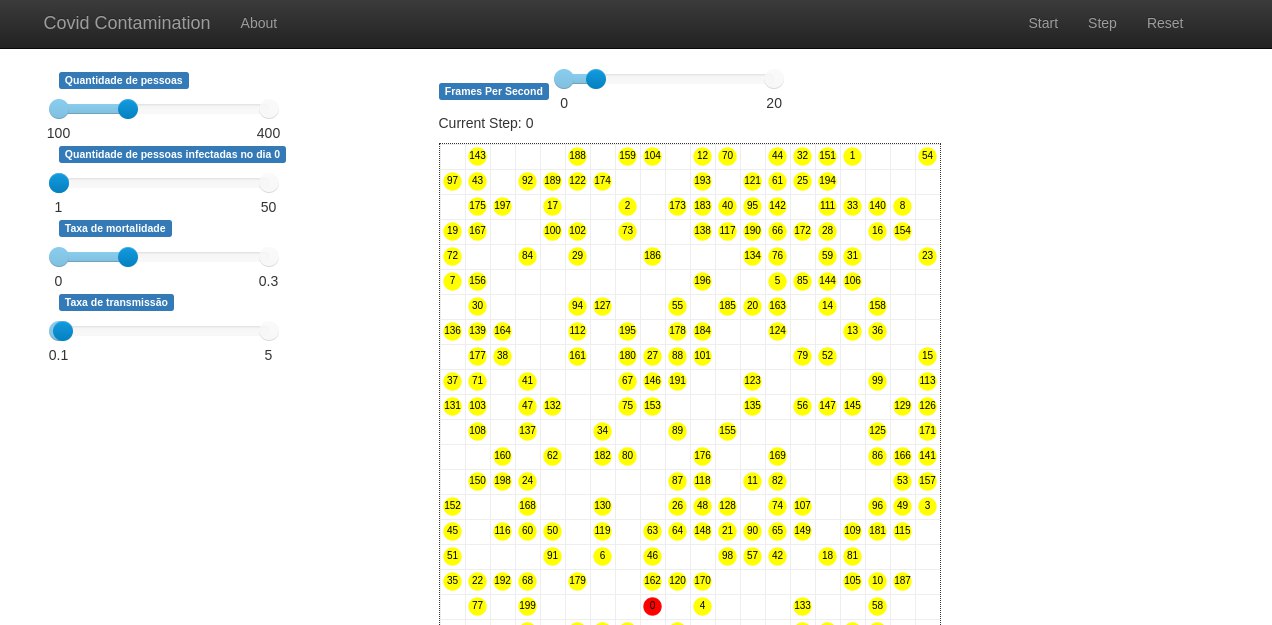 Covid Contamination About Start Step Reset
Quantidade de pessoas
100 400
Quantidade de pessoas infectadas no dia 0
1 50
Taxa de mortalidade
0 0.3
Taxa de transmissão
0.1 5
Frames Per Second
0 20
Current Step: 0
143 188 159 104 12 70 44 32 151 1 54
97 43 92 189 122 174 193 121 61 25 194
175 197 17 2 173 183 40 95 142 111 33 140 8
19 167 100 102 73 138 117 190 66 172 28 16 154
72 84 29 186 134 76 59 31 23
7 156 196 5 85 144 106
30 94 127 55 185 20 163 14 158
136 139 164 112 195 178 184 124 13 36
177 38 161 180 27 88 101 79 52 15
37 71 41 67 146 191 123 99 113
131 103 47 132 75 153 135 56 147 145 129 126
108 137 34 89 155 125 171
160 62 182 80 176 169 86 166 141
150 198 24 87 118 11 82 53 157
152 168 130 26 48 128 74 107 96 49 3
45 116 60 50 119 63 64 148 21 90 65 149 109 181 115
51 91 6 46 98 57 42 18 81
35 22 192 68 179 162 120 170 105 10 187
77 199 0 4 133 58